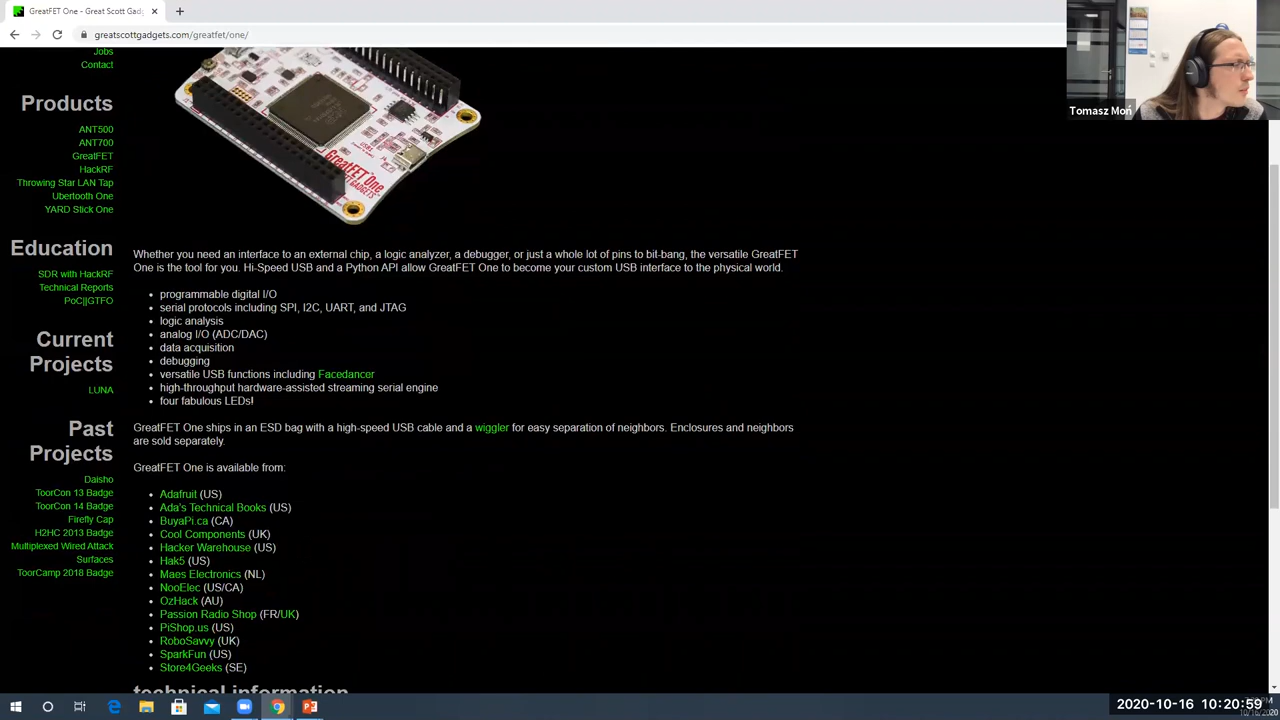 GreatFET One - Great Scott Gadg
greatscottgadgets.com/greatfet/one/
Tomasz Moń
Jobs
Contact
Products
ANT500
ANT700
GreatFET
HackRF
Throwing Star LAN Tap
Ubertooth One
YARD Stick One
Education
SDR with HackRF
Technical Reports
PoC||GTFO
Current
Projects
LUNA
Past
Projects
Daisho
ToorCon 13 Badge
ToorCon 14 Badge
Firefly Cap
H2HC 2013 Badge
Multiplexed Wired Attack
Surfaces
ToorCamp 2018 Badge
GreatFET One
Whether you need an interface to an external chip, a logic analyzer, a debugger, or just a whole lot of pins to bit-bang, the versatile GreatFET
One is the tool for you. Hi-Speed USB and a Python API allow GreatFET One to become your custom USB interface to the physical world.
• programmable digital I/O
• serial protocols including SPI, I2C, UART, and JTAG
• logic analysis
• analog I/O (ADC/DAC)
• data acquisition
• debugging
• versatile USB functions including Facedancer
• high-throughput hardware-assisted streaming serial engine
• four fabulous LEDs!
GreatFET One ships in an ESD bag with a high-speed USB cable and a wiggler for easy separation of neighbors. Enclosures and neighbors
are sold separately.
GreatFET One is available from:
• Adafruit (US)
• Ada's Technical Books (US)
• BuyaPi.ca (CA)
• Cool Components (UK)
• Hacker Warehouse (US)
• Hak5 (US)
• Maes Electronics (NL)
• NooElec (US/CA)
• OzHack (AU)
• Passion Radio Shop (FR/UK)
• PiShop.us (US)
• RoboSavvy (UK)
• SparkFun (US)
• Store4Geeks (SE)
technical information
2020-10-16 10:20:59